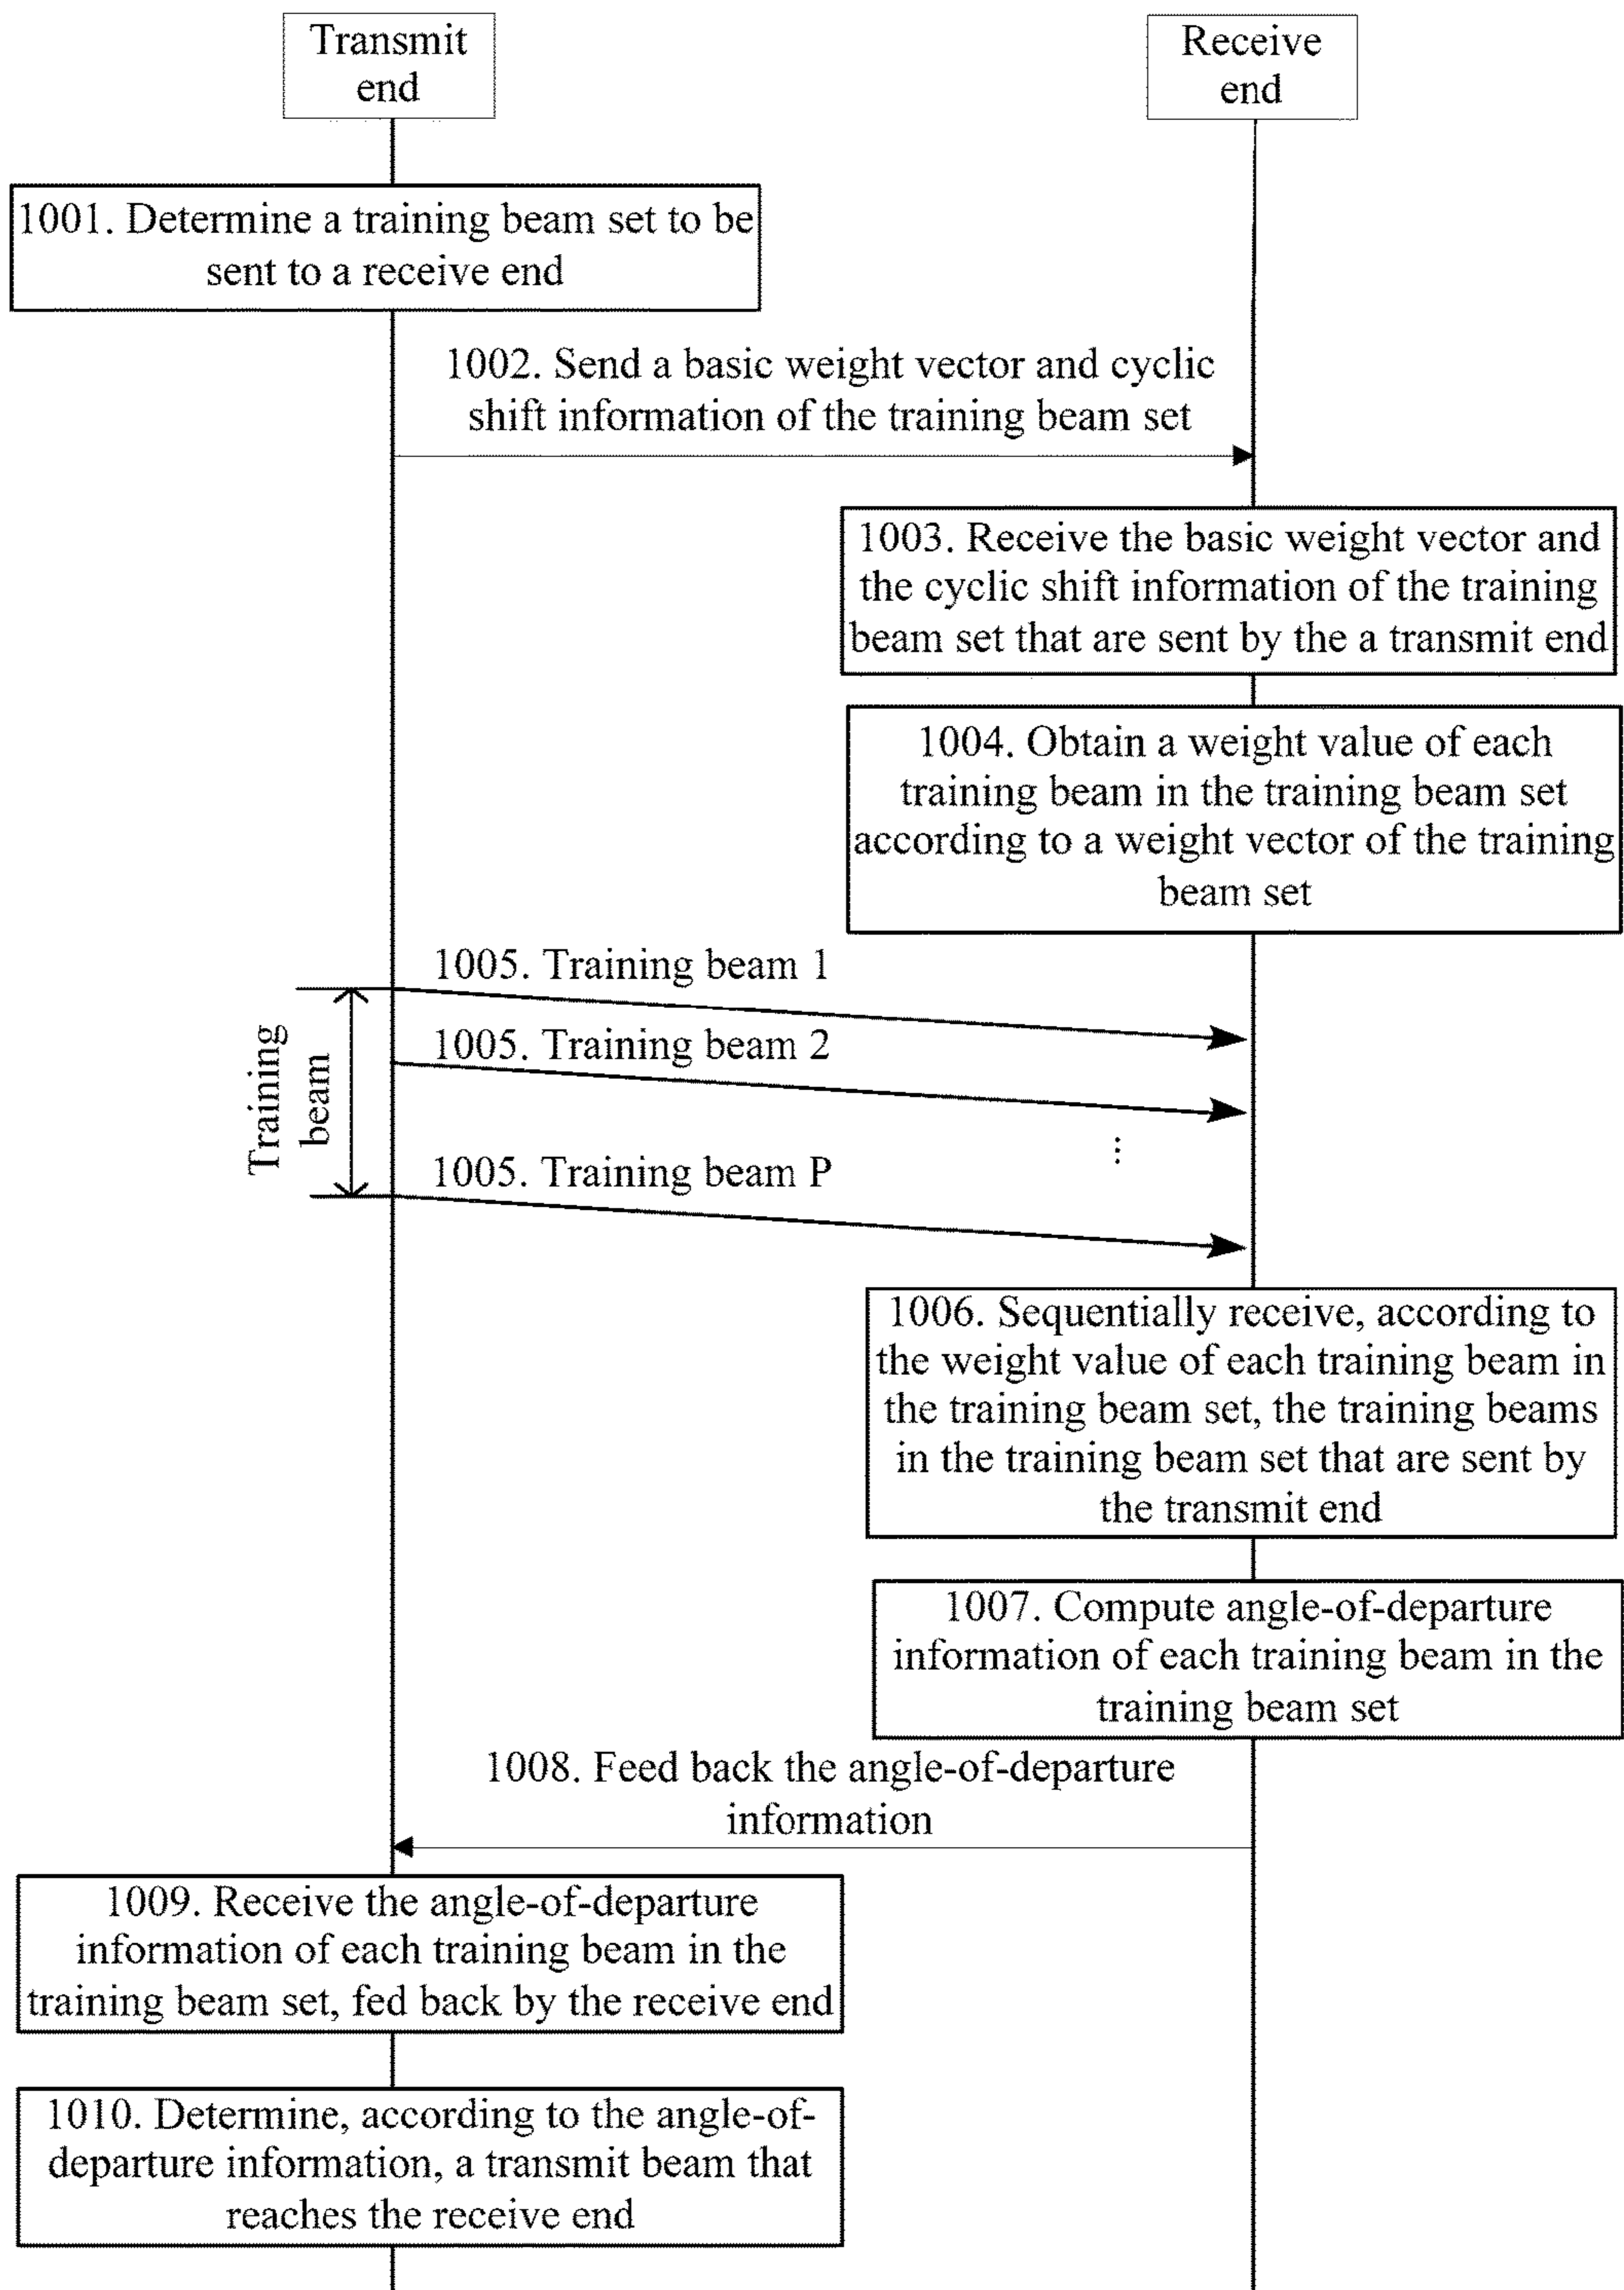 Transmit
end
Receive
end
1001. Determine a training beam set to be
sent to a receive end
1002. Send a basic weight vector and cyclic
shift information of the training beam set
1003. Receive the basic weight vector and
the cyclic shift information of the training
beam set that are sent by the a transmit end
1004. Obtain a weight value of each
training beam in the training beam set
according to a weight vector of the training
beam set
1005. Training beam 1
1005. Training beam 2
Training
beam
⋮
1005. Training beam P
1006. Sequentially receive, according to
the weight value of each training beam in
the training beam set, the training beams
in the training beam set that are sent by
the transmit end
1007. Compute angle-of-departure
information of each training beam in the
training beam set
1008. Feed back the angle-of-departure
information
1009. Receive the angle-of-departure
information of each training beam in the
training beam set, fed back by the receive end
1010. Determine, according to the angle-of-
departure information, a transmit beam that
reaches the receive end